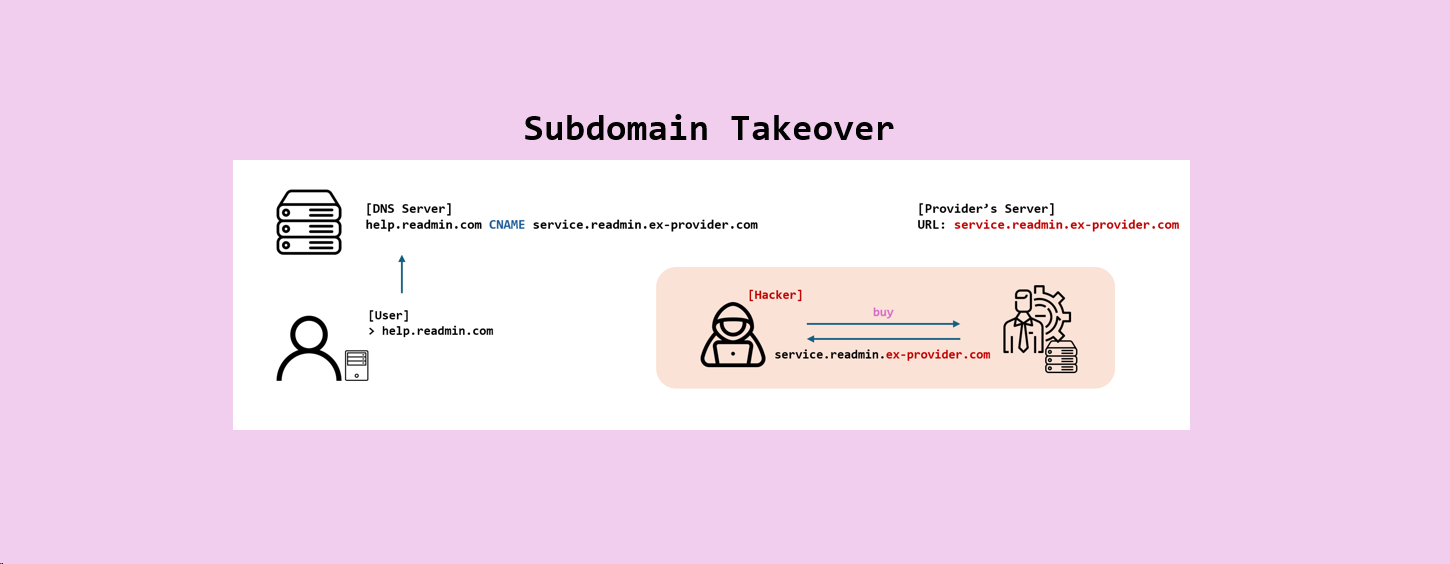 Subdomain Takeover
[DNS Server]
help.readmin.com CNAME service.readmin.ex-provider.com
[Provider’s Server]
URL: service.readmin.ex-provider.com
[User]
> help.readmin.com
[Hacker]
buy
service.readmin.ex-provider.com